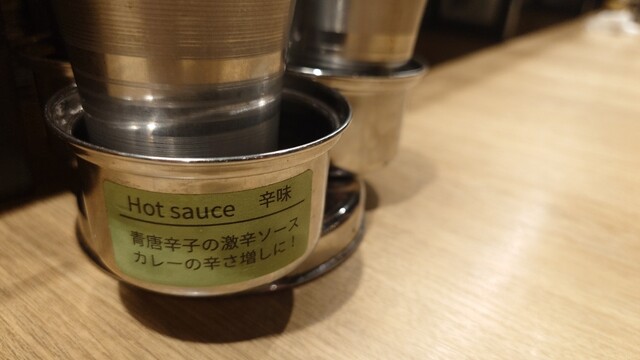 Hot sauce 辛味
青唐辛子の激辛ソース
カレーの辛さ増しに!